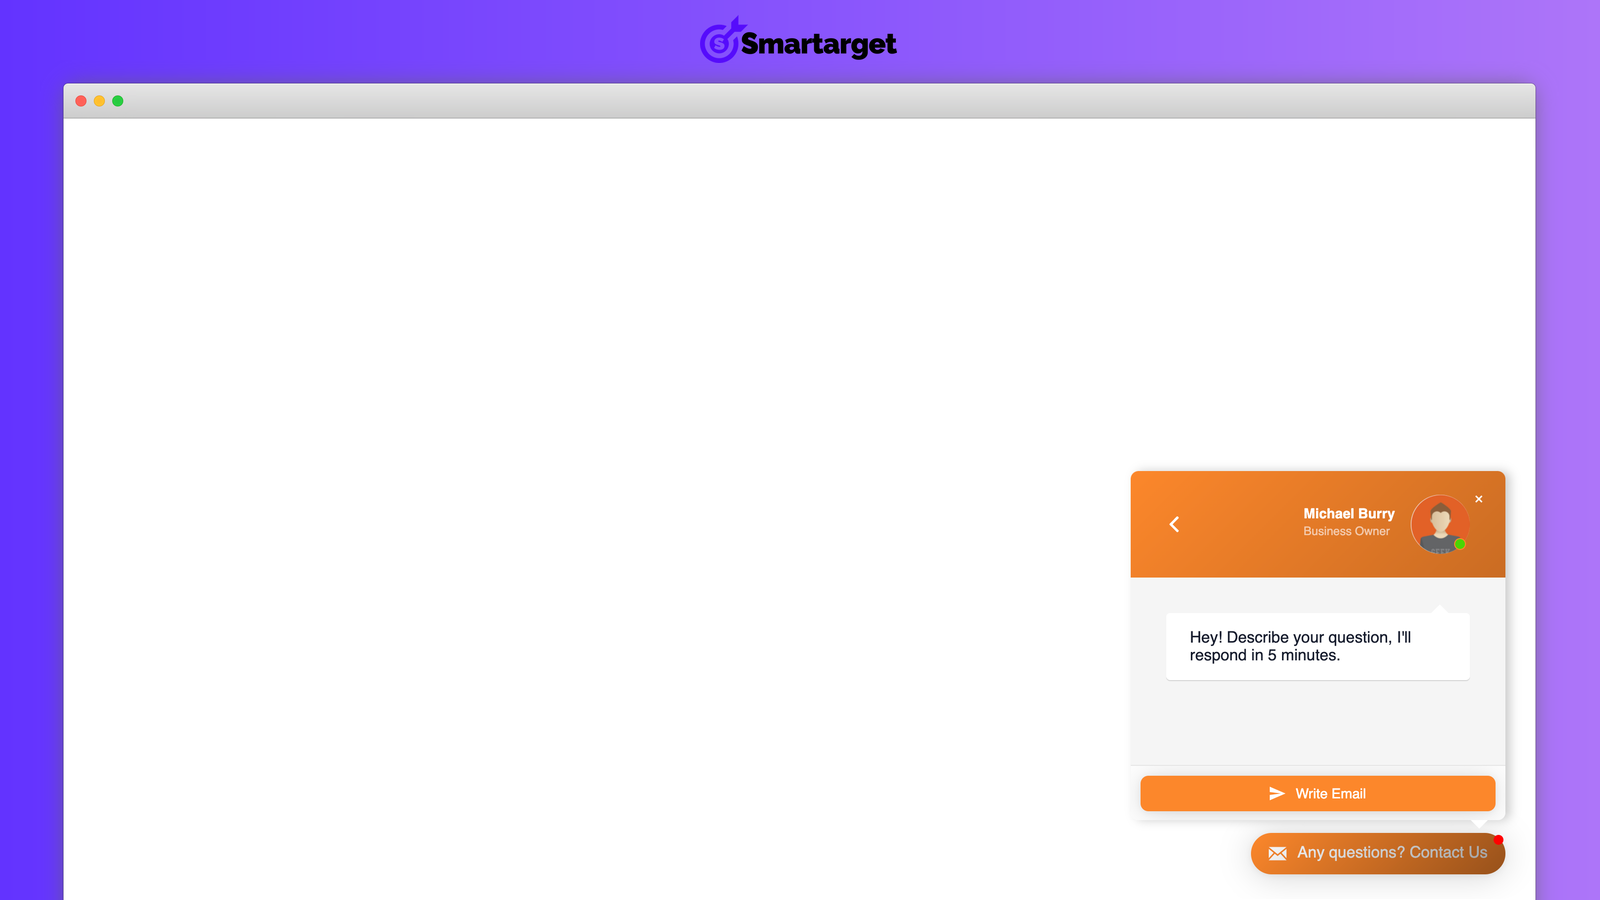 Smartarget
Michael Burry
Business Owner
Hey! Describe your question, I'll
respond in 5 minutes.
Write Email
Any questions? Contact Us